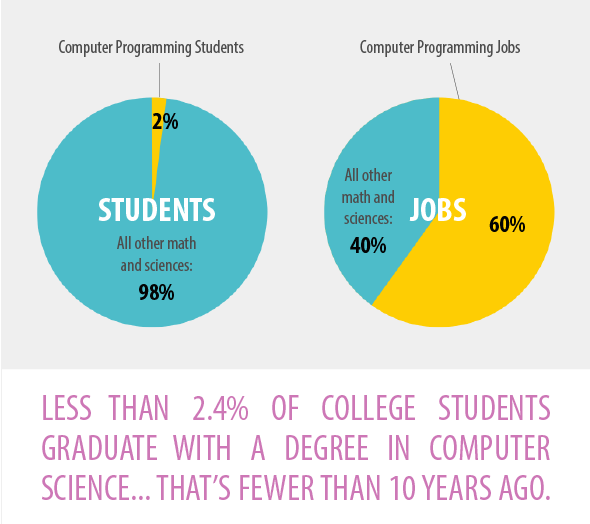 Computer Programming Students
2%
STUDENTS
All other math
and sciences:
98%
Computer Programming Jobs
All other
math and
sciences:
40%
JOBS
60%
LESS THAN 2.4% OF COLLEGE STUDENTS
GRADUATE WITH A DEGREE IN COMPUTER
SCIENCE... THAT'S FEWER THAN 10 YEARS AGO.